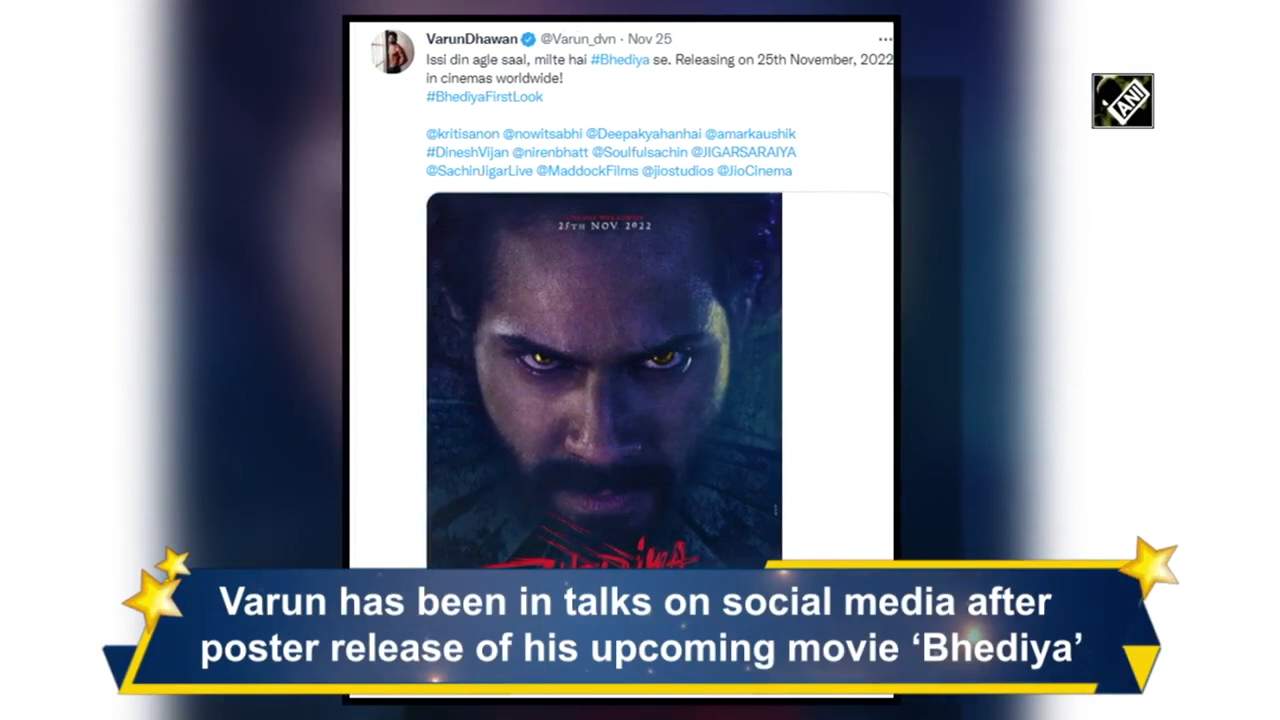 VarunDhawan @Varun_dvn · Nov 25
Issi din agle saal, milte hai #Bhediya se. Releasing on 25th November, 2022
in cinemas worldwide!
#BhediyaFirstLook
@kritisanon @nowitsabhi @Deepakyahanhai @amarkaushik
#DineshVijan @nirenbhatt @Soulfulsachin @JIGARSARAIYA
@SachinJigarLive @MaddockFilms @jiostudios @JioCinema
ANI
25TH NOV. 2022
Bhediya
Varun has been in talks on social media after
poster release of his upcoming movie ‘Bhediya’